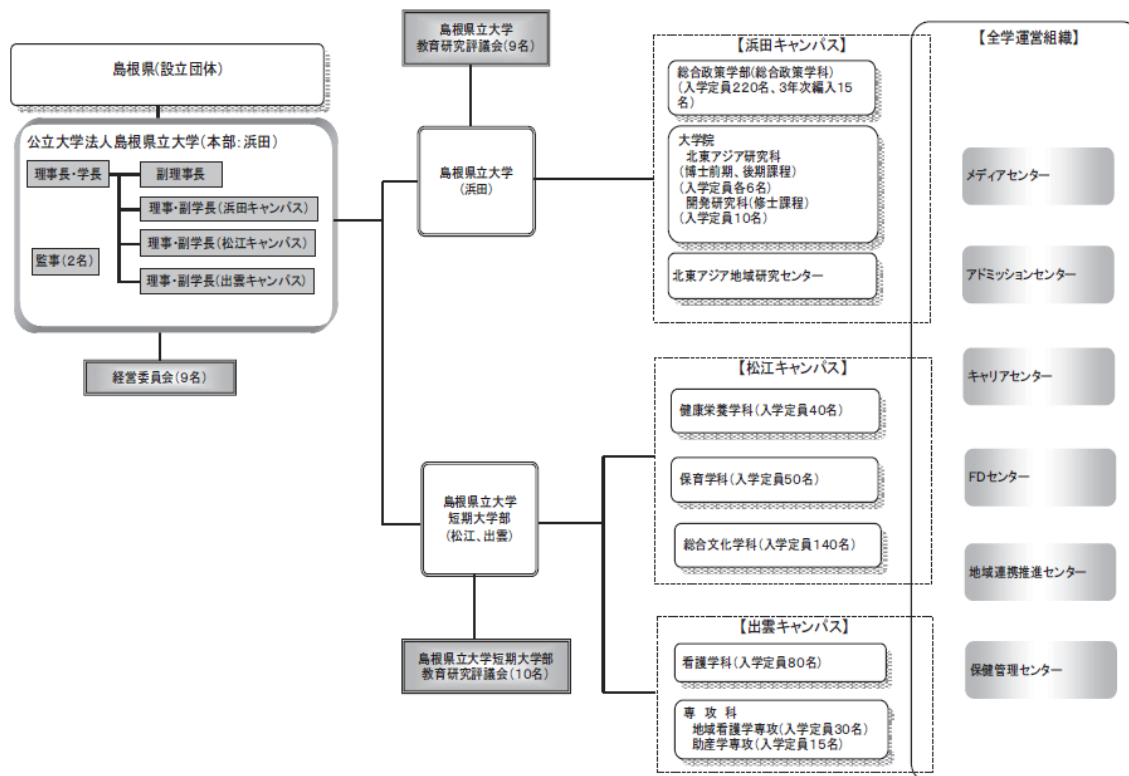 島根県(設立団体)
公立大学法人島根県立大学(本部:浜田)
理事長・学長
副理事長
理事・副学長(浜田キャンパス)
理事・副学長(松江キャンパス)
監事(2名)
理事・副学長(出雲キャンパス)
経営委員会(9名)
島根県立大学
教育研究評議会(9名)
島根県立大学
(浜田)
島根県立大学
短期大学部
(松江、出雲)
島根県立大学短期大学部
教育研究評議会(10名)
【浜田キャンパス】
総合政策学部(総合政策学科)
(入学定員220名、3年次編入15
名)
大学院
北東アジア研究科
(博士前期、後期課程)
(入学定員各6名)
開発研究科(修士課程)
(入学定員10名)
北東アジア地域研究センター
【松江キャンパス】
健康栄養学科(入学定員40名)
保育学科(入学定員50名)
総合文化学科(入学定員140名)
【出雲キャンパス】
看護学科(入学定員80名)
専 攻 科
地域看護学専攻(入学定員30名)
助産学専攻(入学定員15名)
【全学運営組織】
メディアセンター
アドミッションセンター
キャリアセンター
FDセンター
地域連携推進センター
保健管理センター